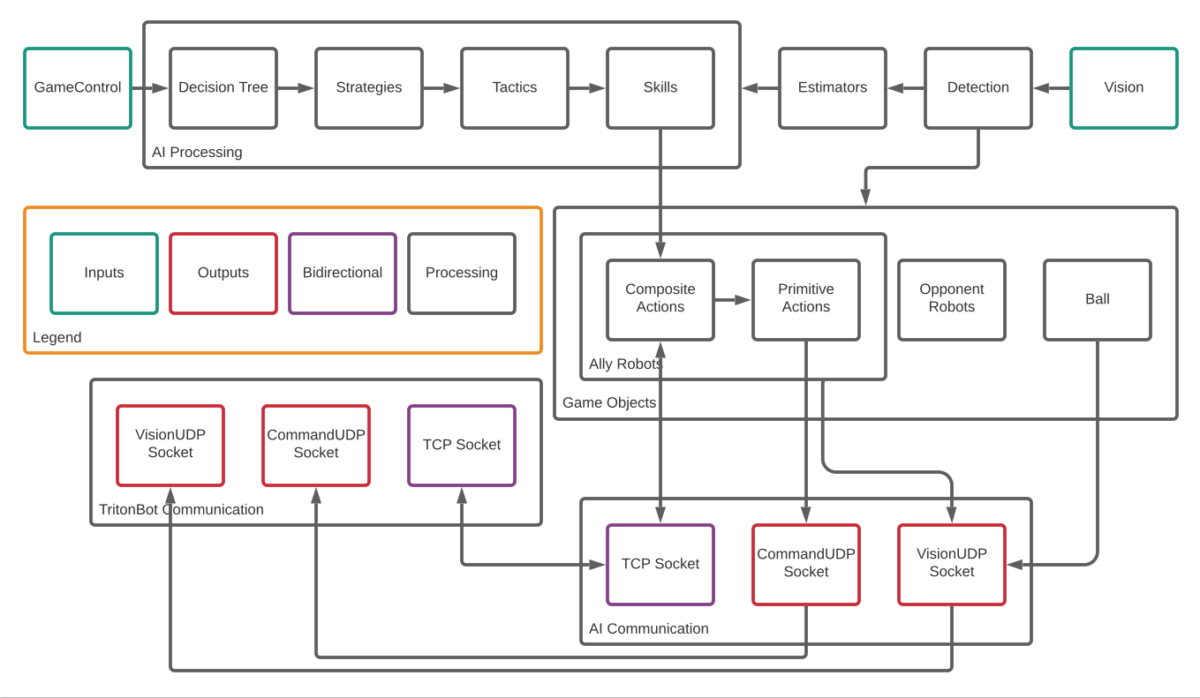 GameControl
Decision Tree
Strategies
Tactics
Skills
Estimators
Detection
Vision
AI Processing
Inputs
Outputs
Bidirectional
Processing
Legend
Composite
Actions
Primitive
Actions
Opponent
Robots
Ball
Ally Robots
Game Objects
VisionUDP
Socket
CommandUDP
Socket
TCP Socket
TritonBot Communication
TCP Socket
CommandUDP
Socket
VisionUDP
Socket
AI Communication